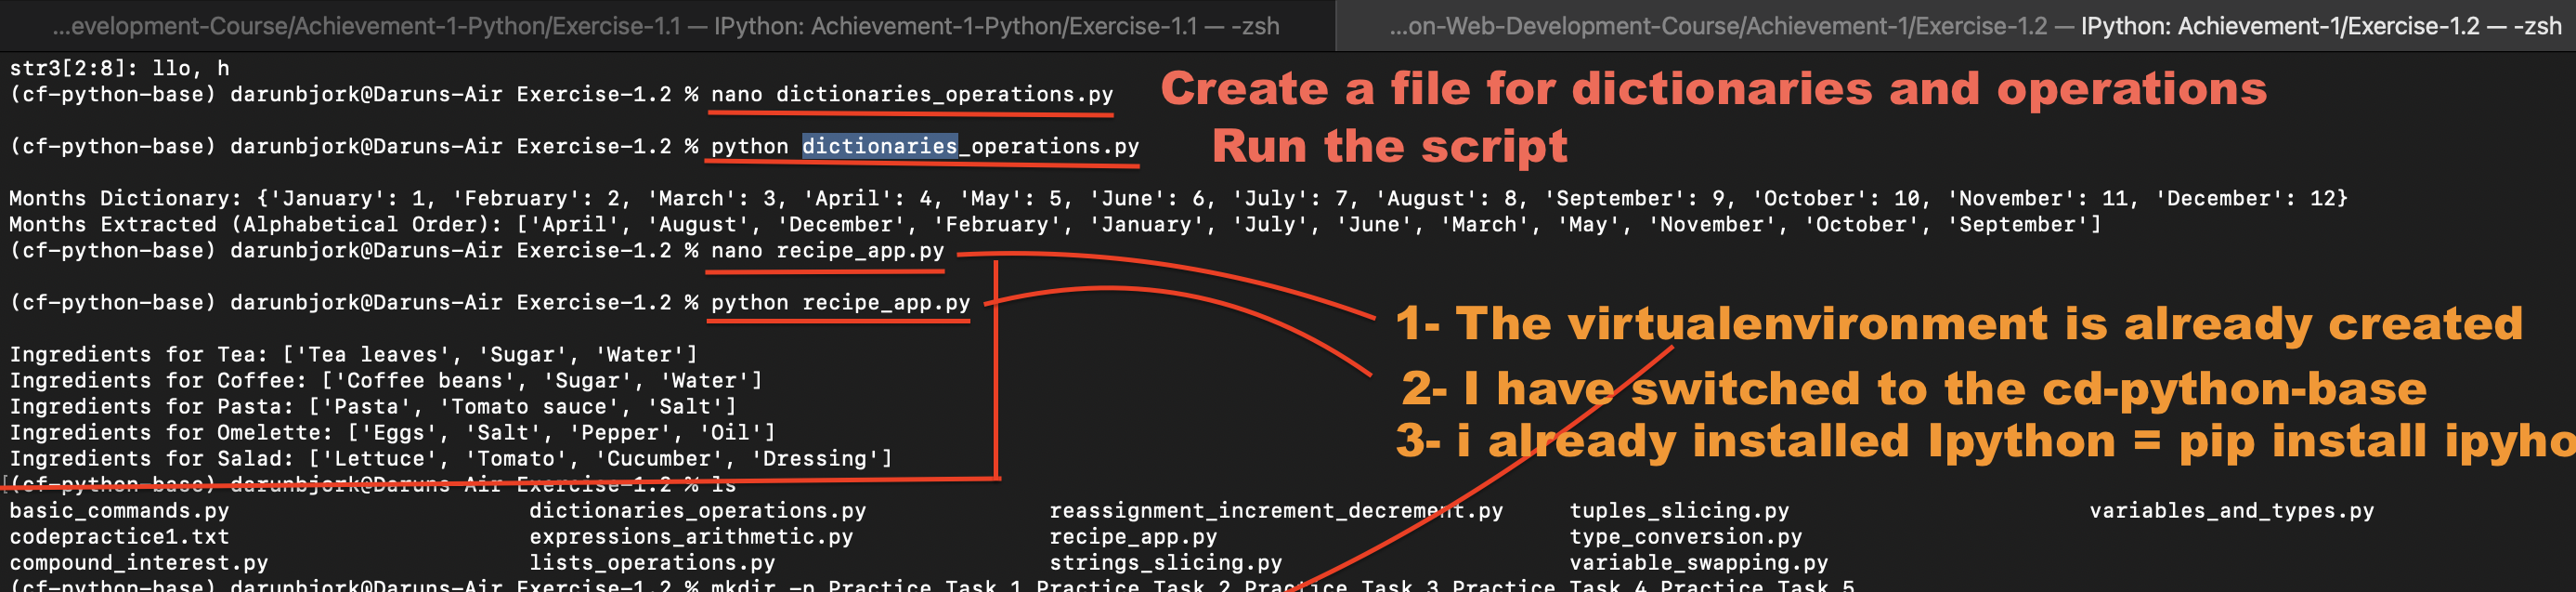 ...evelopment-Course/Achievement-1-Python/Exercise-1.1 — IPython: Achievement-1-Python/Exercise-1.1 — -zsh
...on-Web-Development-Course/Achievement-1/Exercise-1.2 — IPython: Achievement-1/Exercise-1.2 — -zsh
str3[2:8]: llo, h
(cf-python-base) darunbjork@Daruns-Air Exercise-1.2 % nano dictionaries_operations.py
Create a file for dictionaries and operations
(cf-python-base) darunbjork@Daruns-Air Exercise-1.2 % python dictionaries_operations.py
Run the script
Months Dictionary: {'January': 1, 'February': 2, 'March': 3, 'April': 4, 'May': 5, 'June': 6, 'July': 7, 'August': 8, 'September': 9, 'October': 10, 'November': 11, 'December': 12}
Months Extracted (Alphabetical Order): ['April', 'August', 'December', 'February', 'January', 'July', 'June', 'March', 'May', 'November', 'October', 'September']
(cf-python-base) darunbjork@Daruns-Air Exercise-1.2 % nano recipe_app.py
(cf-python-base) darunbjork@Daruns-Air Exercise-1.2 % python recipe_app.py
1- The virtualenvironment is already created
Ingredients for Tea: ['Tea leaves', 'Sugar', 'Water']
Ingredients for Coffee: ['Coffee beans', 'Sugar', 'Water']
2- I have switched to the cd-python-base
Ingredients for Pasta: ['Pasta', 'Tomato sauce', 'Salt']
Ingredients for Omelette: ['Eggs', 'Salt', 'Pepper', 'Oil']
3- i already installed Ipython = pip install ipyho
Ingredients for Salad: ['Lettuce', 'Tomato', 'Cucumber', 'Dressing']
[(cf-python-base) darunbjork@Daruns-Air Exercise-1.2 % ls
basic_commands.py dictionaries_operations.py reassignment_increment_decrement.py tuples_slicing.py variables_and_types.py
codepractice1.txt expressions_arithmetic.py recipe_app.py type_conversion.py
compound_interest.py lists_operations.py strings_slicing.py variable_swapping.py
(cf-python-base) darunbjork@Daruns-Air Exercise-1.2 % mkdir -p Practice_Task_1 Practice_Task_2 Practice_Task_3 Practice_Task_4 Practice_Task_5